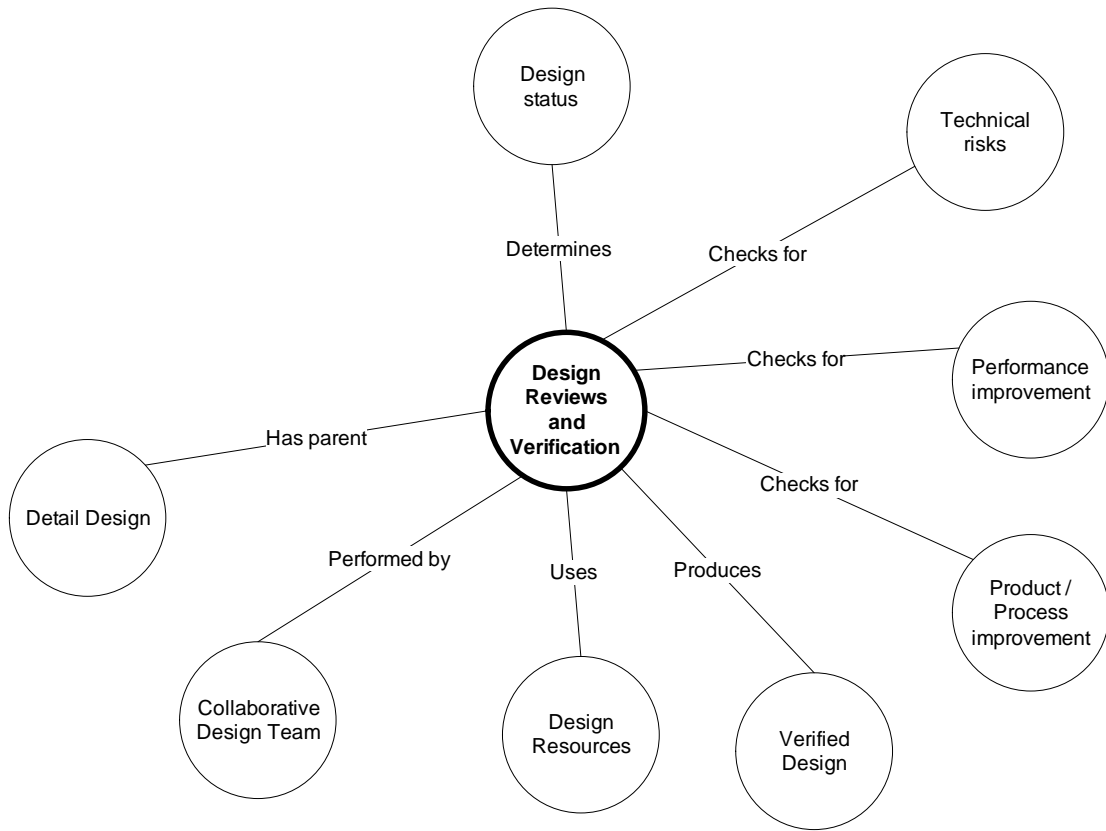 Design
status
Technical
risks
Determines
Checks for
Checks for
Performance
improvement
Design
Reviews
and
Verification
Has parent
Checks for
Detail Design
Performed by
Uses
Produces
Product /
Process
improvement
Collaborative
Design Team
Design
Resources
Verified
Design